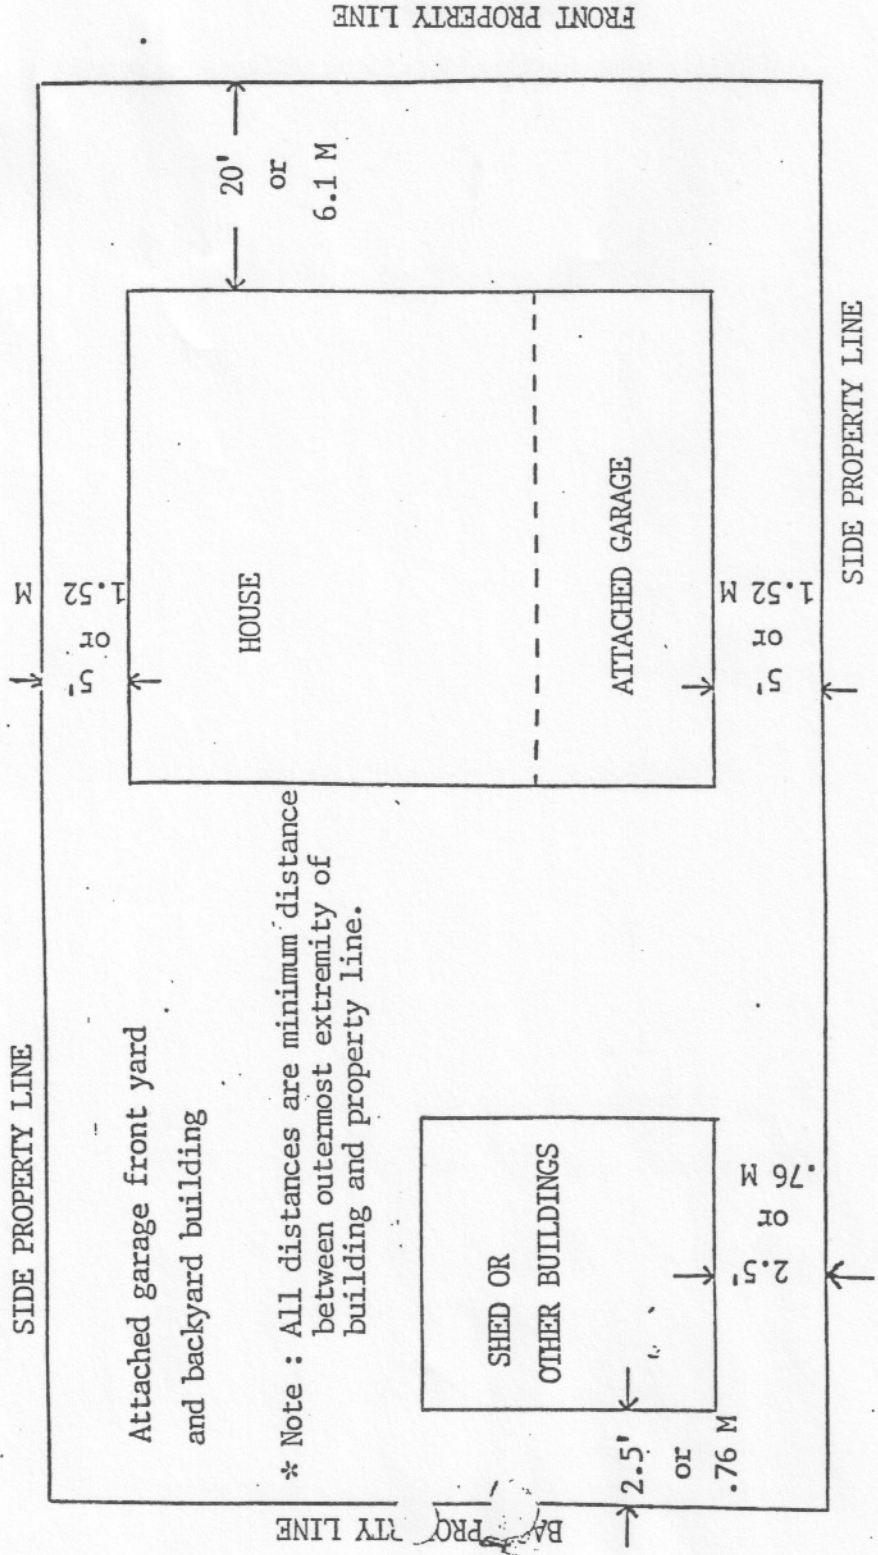 SIDE PROPERTY LINE
Attached garage front yard
and backyard building
* Note : All distances are minimum distance
between outermost extremity of
building and property line.
5'
or
1.52
M
HOUSE
20'
or
6.1 M
FRONT PROPERTY LINE
ATTACHED GARAGE
5'
or
1.52 M
SHED OR
OTHER BUILDINGS
2.5'
or
.76 M
2.5'
or
.76 M
LINE
SIDE PROPERTY LINE